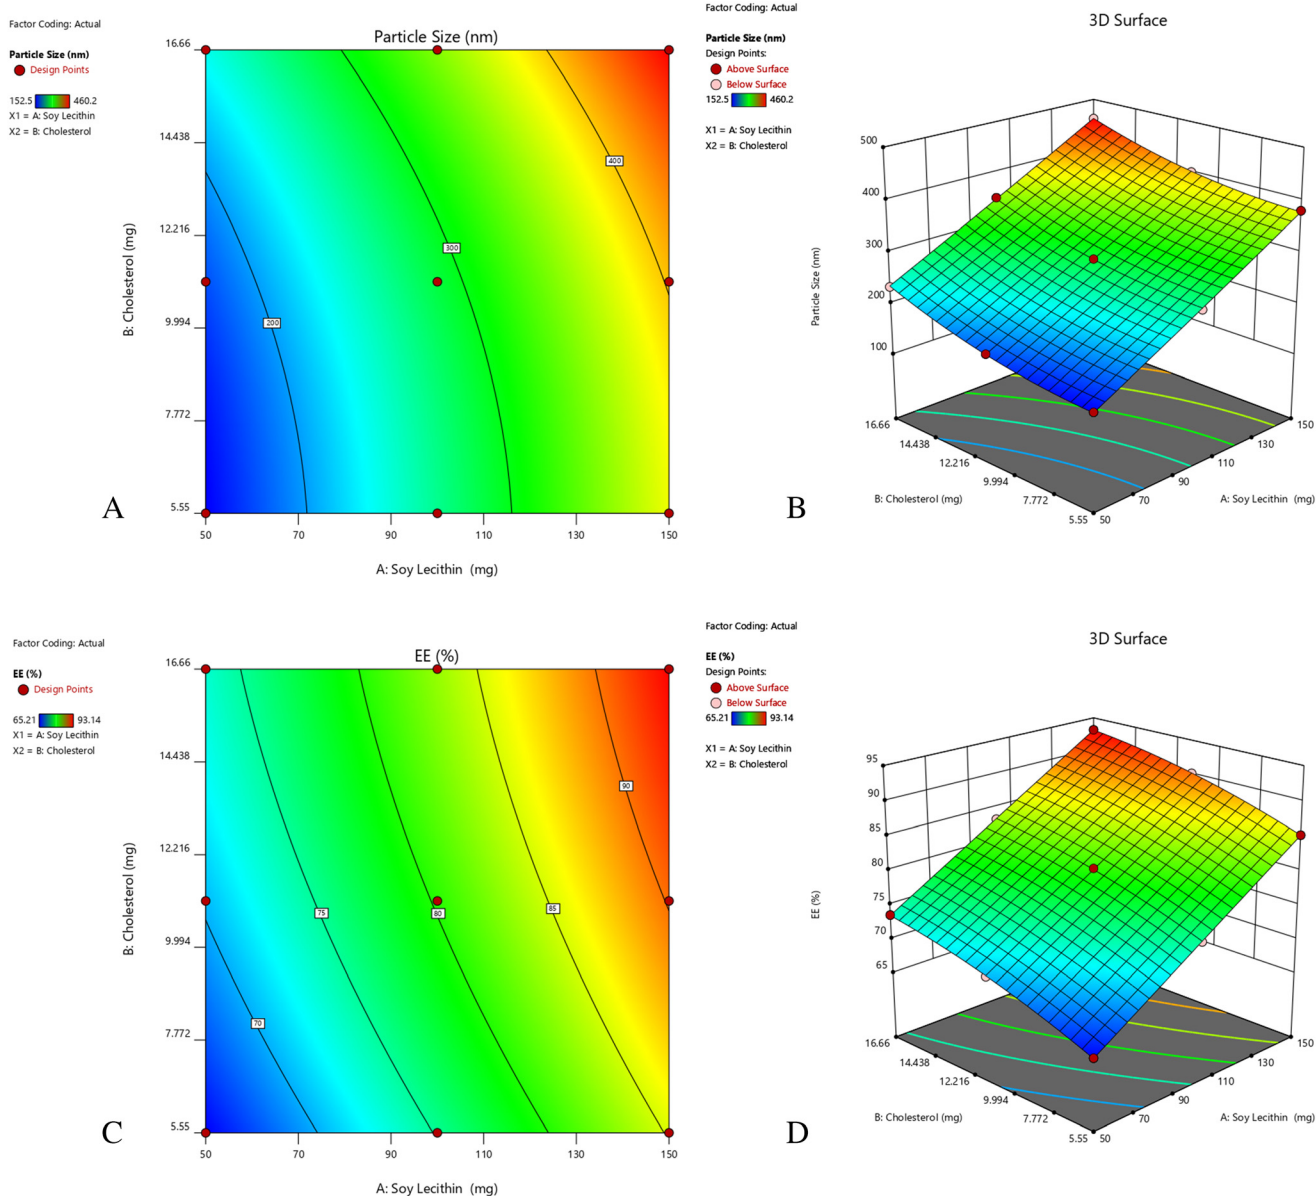 Factor Coding: Actual
Particle Size (nm)
Design Points
152.5 460.2
X1 = A: Soy Lecithin
X2 = B: Cholesterol
Particle Size (nm)
16.66
14.438
12.216
9.994
7.772
5.55
B: Cholesterol (mg)
200
300
400
50 70 90 110 130 150
A: Soy Lecithin (mg)
A
Factor Coding: Actual
Particle Size (nm)
Design Points:
Above Surface
Below Surface
152.5 460.2
X1 = A: Soy Lecithin
X2 = B: Cholesterol
3D Surface
500
400
300
200
100
Particle Size (nm)
16.66
14.438
12.216
9.994
7.772
5.55
50
70
90
110
130
150
B: Cholesterol (mg)
A: Soy Lecithin (mg)
B
Factor Coding: Actual
EE (%)
Design Points
65.21 93.14
X1 = A: Soy Lecithin
X2 = B: Cholesterol
EE (%)
16.66
14.438
12.216
9.994
7.772
5.55
B: Cholesterol (mg)
70
75
80
85
90
50 70 90 110 130 150
A: Soy Lecithin (mg)
C
Factor Coding: Actual
EE (%)
Design Points:
Above Surface
Below Surface
65.21 93.14
X1 = A: Soy Lecithin
X2 = B: Cholesterol
3D Surface
95
90
85
80
75
70
65
EE (%)
16.66
14.438
12.216
9.994
7.772
5.55
50
70
90
110
130
150
B: Cholesterol (mg)
A: Soy Lecithin (mg)
D